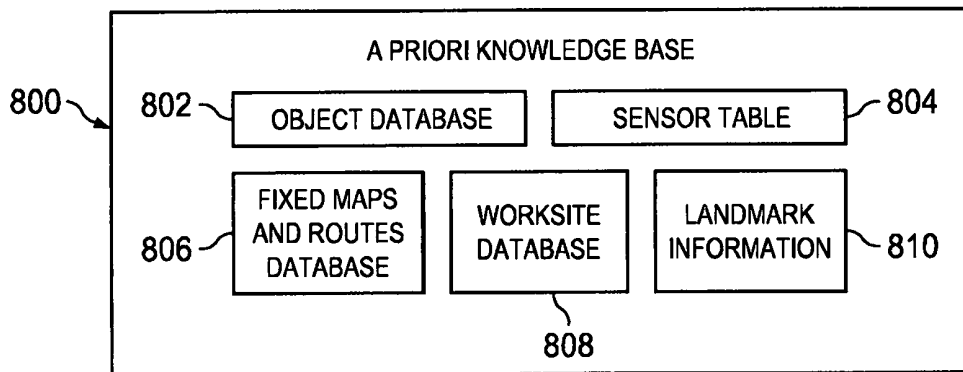 A PRIORI KNOWLEDGE BASE
800
802
OBJECT DATABASE
SENSOR TABLE
804
806
FIXED MAPS
AND ROUTES
DATABASE
WORKSITE
DATABASE
LANDMARK
INFORMATION
810
808